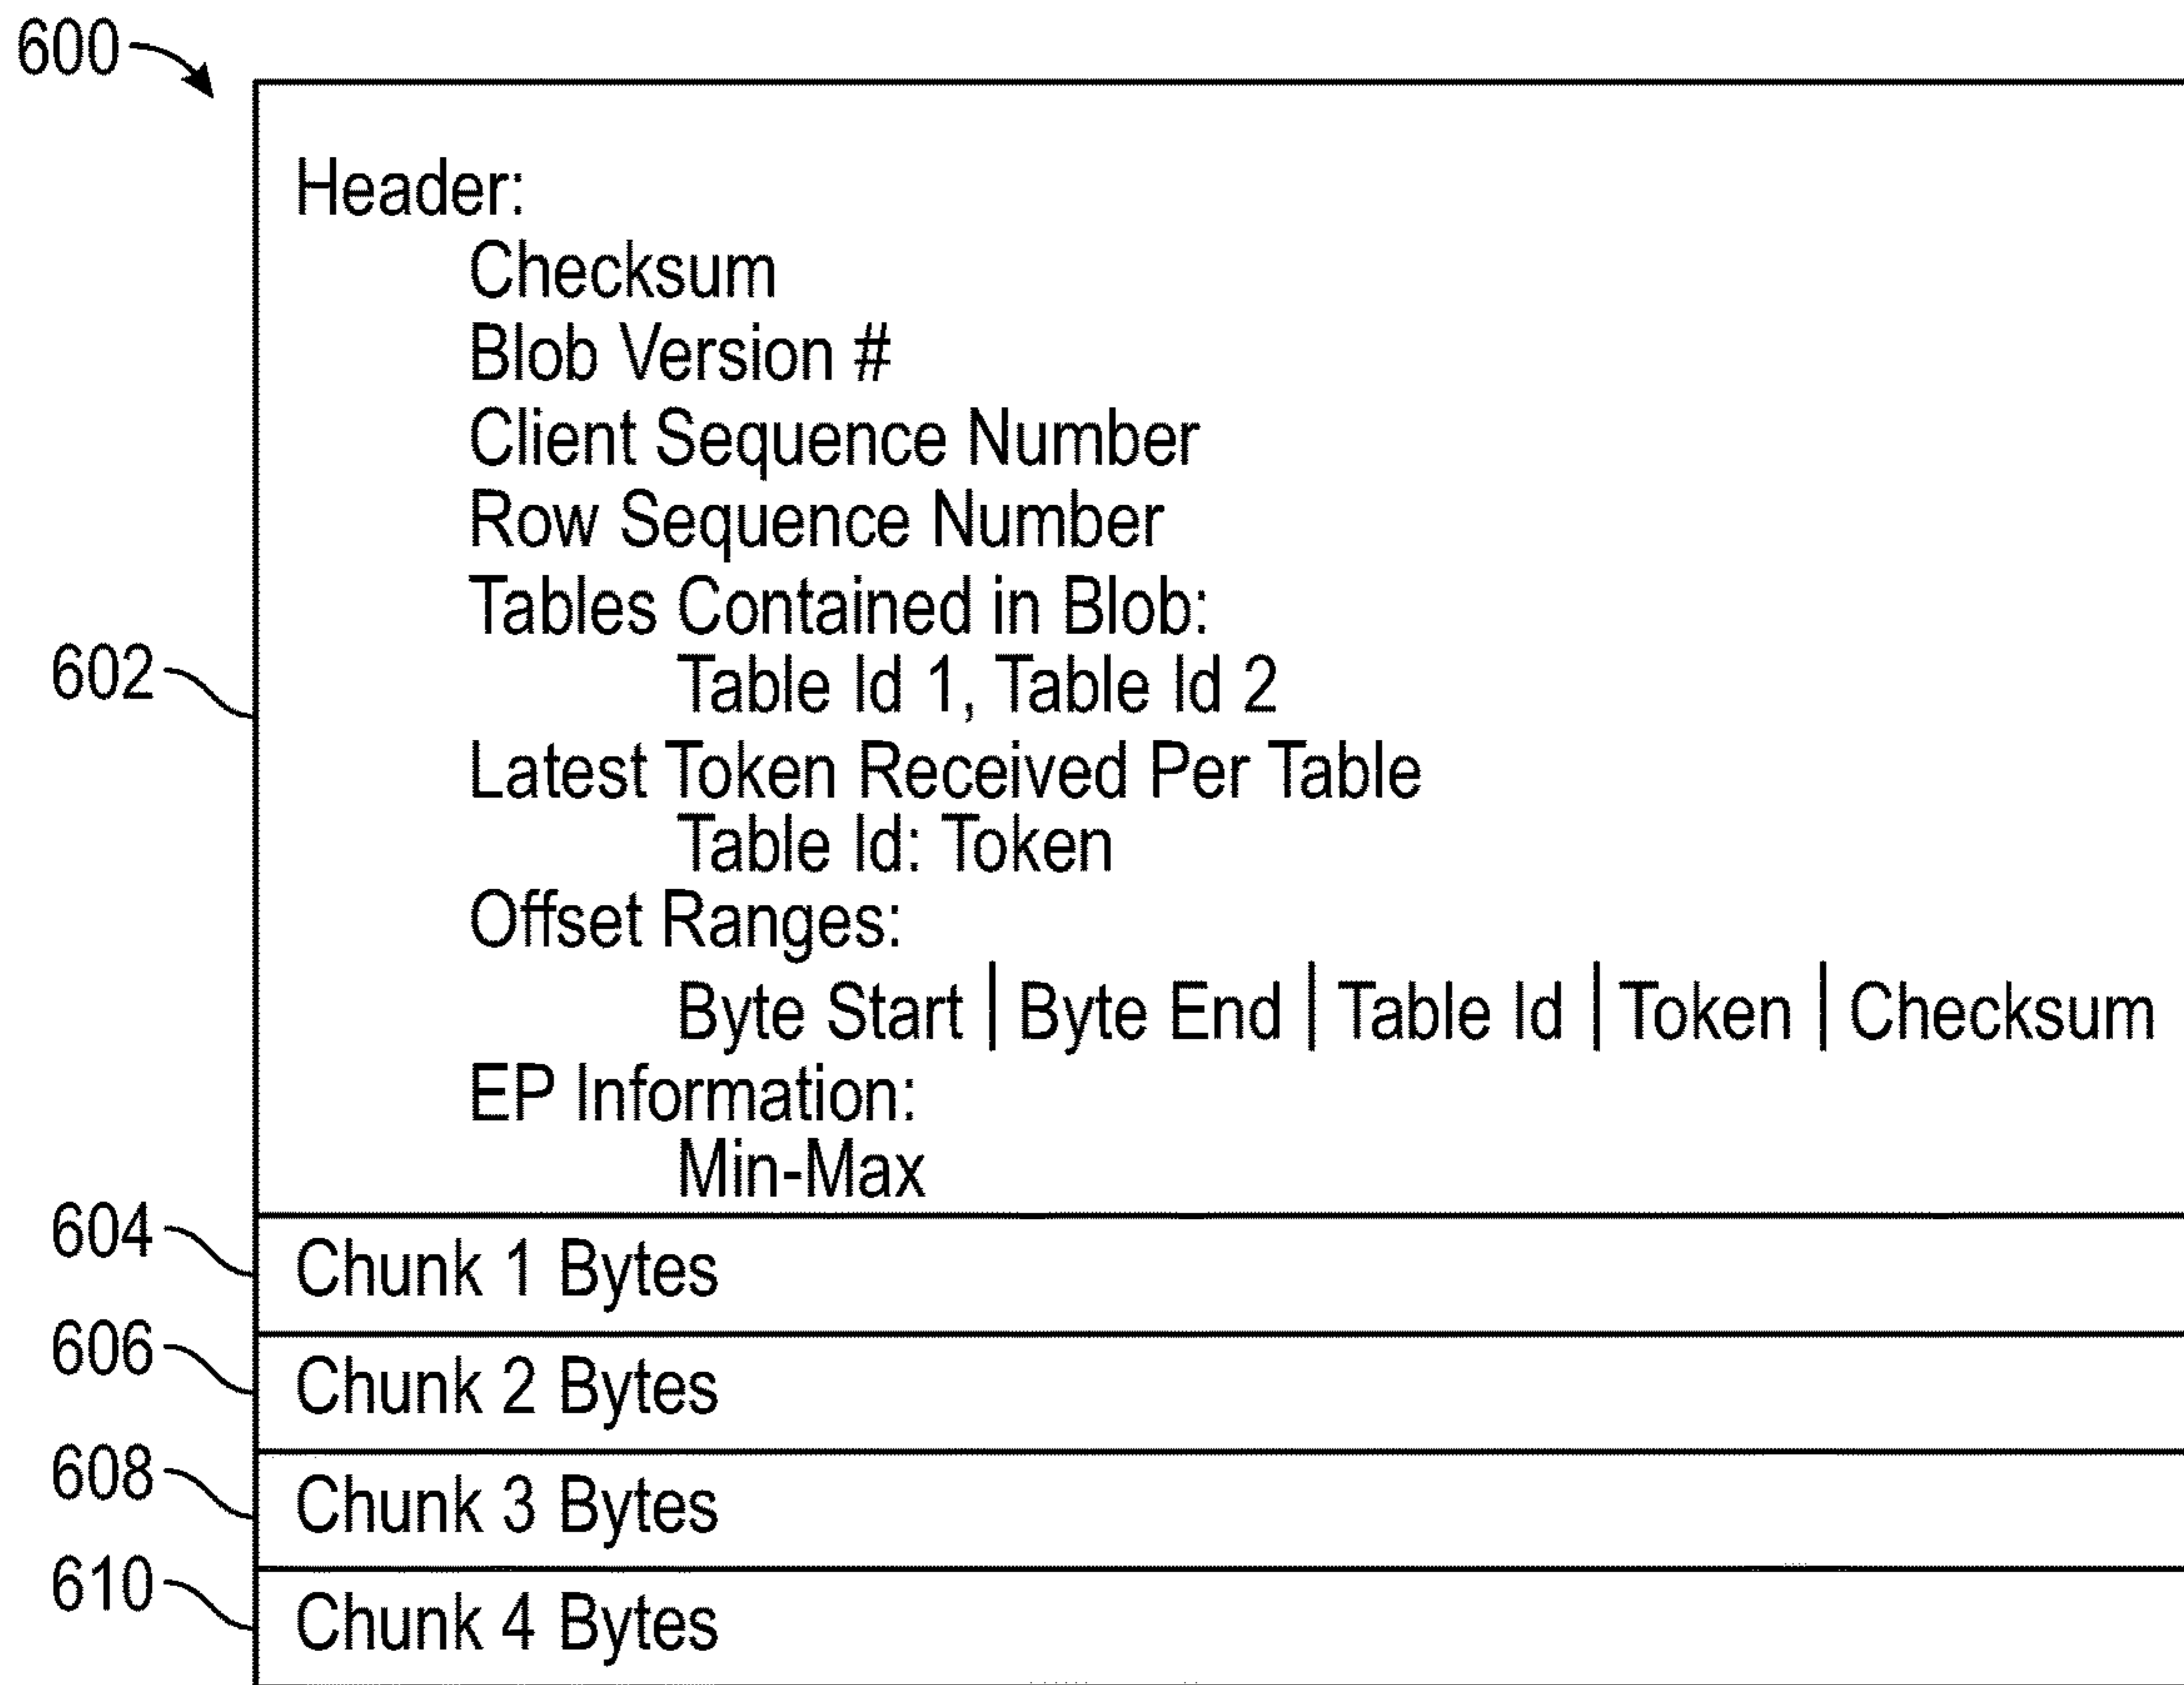 600
Header:
Checksum
Blob Version #
Client Sequence Number
Row Sequence Number
Tables Contained in Blob:
602
Table Id 1, Table Id 2
Latest Token Received Per Table
Table Id: Token
Offset Ranges:
Byte Start | Byte End | Table Id | Token | Checksum
EP Information:
Min-Max
604
Chunk 1 Bytes
606
Chunk 2 Bytes
608
Chunk 3 Bytes
610
Chunk 4 Bytes